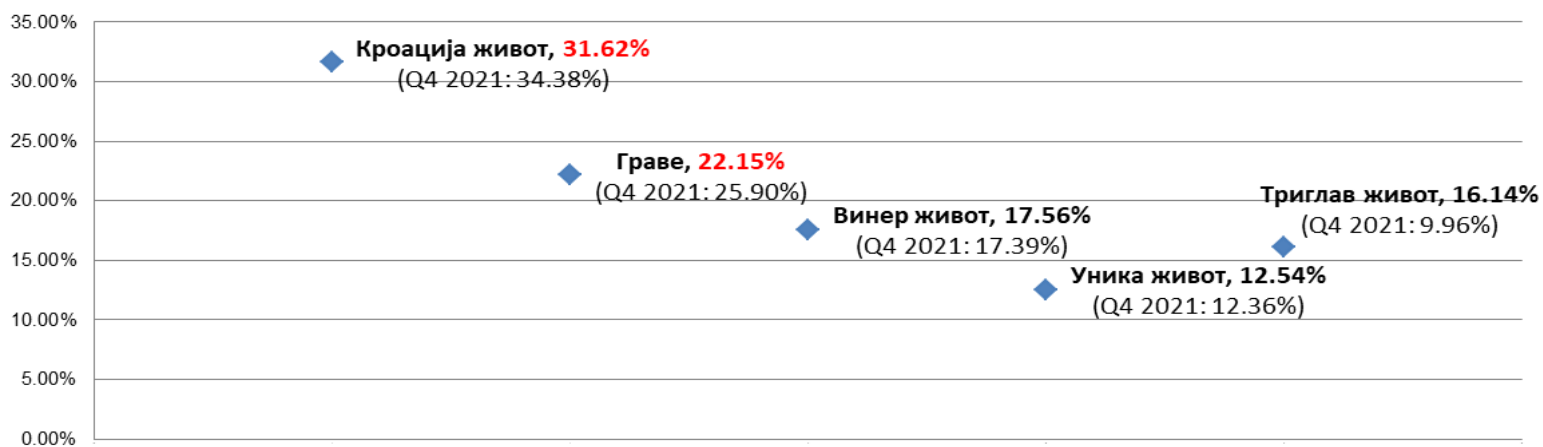 35.00%
Кроација живот, 31.62%
(Q4 2021: 34.38%)
30.00%
25.00%
Граве, 22.15%
(Q4 2021: 25.90%)
20.00%
Триглав живот, 16.14%
(Q4 2021: 9.96%)
Винер живот, 17.56%
(Q4 2021: 17.39%)
15.00%
Уника живот, 12.54%
(Q4 2021: 12.36%)
10.00%
5.00%
0.00%